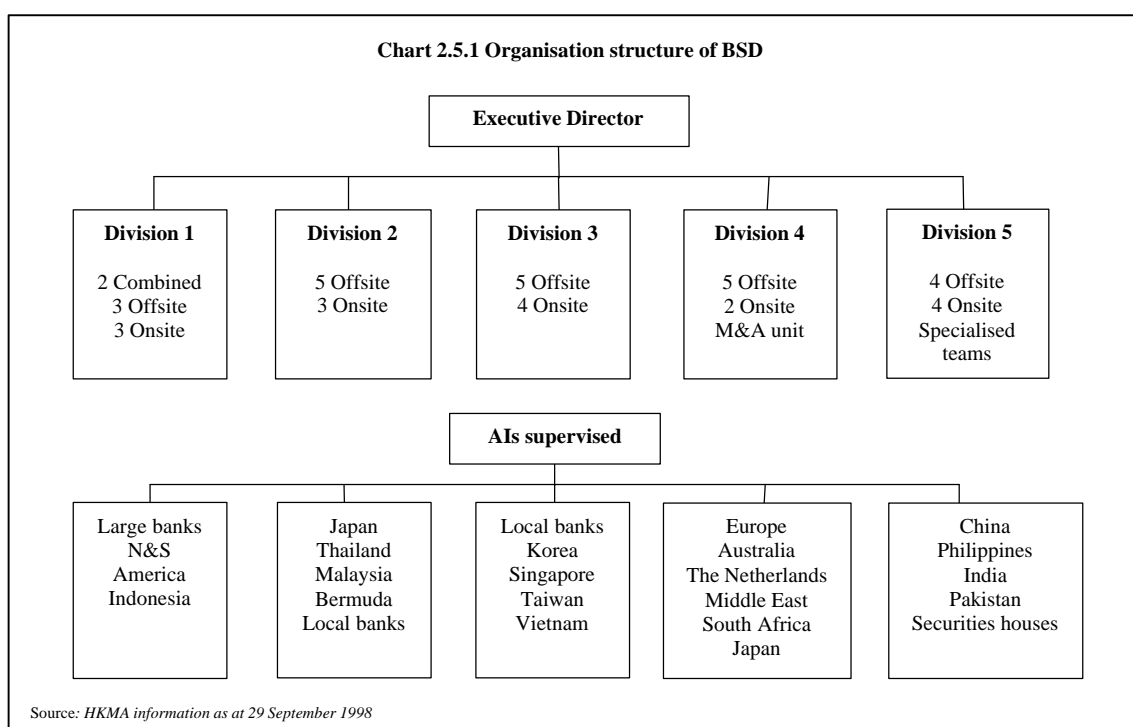 Chart 2.5.1 Organisation structure of BSD
Executive Director
Division 1
2 Combined
3 Offsite
3 Onsite
Division 2
5 Offsite
3 Onsite
Division 3
5 Offsite
4 Onsite
Division 4
5 Offsite
2 Onsite
M&A unit
Division 5
4 Offsite
4 Onsite
Specialised
teams
AIs supervised
Large banks
N&S
America
Indonesia
Japan
Thailand
Malaysia
Bermuda
Local banks
Local banks
Korea
Singapore
Taiwan
Vietnam
Europe
Australia
The Netherlands
Middle East
South Africa
Japan
China
Philippines
India
Pakistan
Securities houses
Source: HKMA information as at 29 September 1998